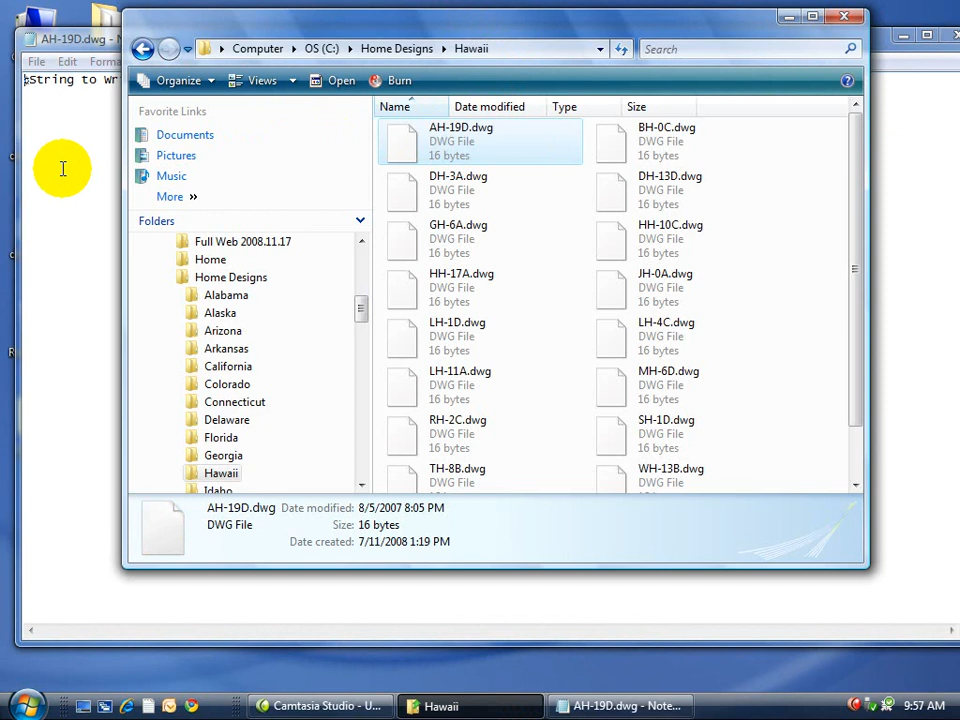 AH-19D.dwg - N
File Edit Forma
;String to Wr
Computer OS (C:) Home Designs Hawaii
Search
Organize Views Open Burn
Favorite Links
Documents
Pictures
Music
More »
Folders
Full Web 2008.11.17
Home
Home Designs
Alabama
Alaska
Arizona
Arkansas
California
Colorado
Connecticut
Delaware
Florida
Georgia
Hawaii
Idaho
Name Date modified Type Size
AH-19D.dwg
DWG File
16 bytes
BH-0C.dwg
DWG File
16 bytes
DH-3A.dwg
DWG File
16 bytes
DH-13D.dwg
DWG File
16 bytes
GH-6A.dwg
DWG File
16 bytes
HH-10C.dwg
DWG File
16 bytes
HH-17A.dwg
DWG File
16 bytes
JH-0A.dwg
DWG File
16 bytes
LH-1D.dwg
DWG File
16 bytes
LH-4C.dwg
DWG File
16 bytes
LH-11A.dwg
DWG File
16 bytes
MH-6D.dwg
DWG File
16 bytes
RH-2C.dwg
DWG File
16 bytes
SH-1D.dwg
DWG File
16 bytes
TH-8B.dwg
DWG File
WH-13B.dwg
DWG File
AH-19D.dwg Date modified: 8/5/2007 8:05 PM
DWG File Size: 16 bytes
Date created: 7/11/2008 1:19 PM
Camtasia Studio - U... Hawaii AH-19D.dwg - Note... 9:57 AM